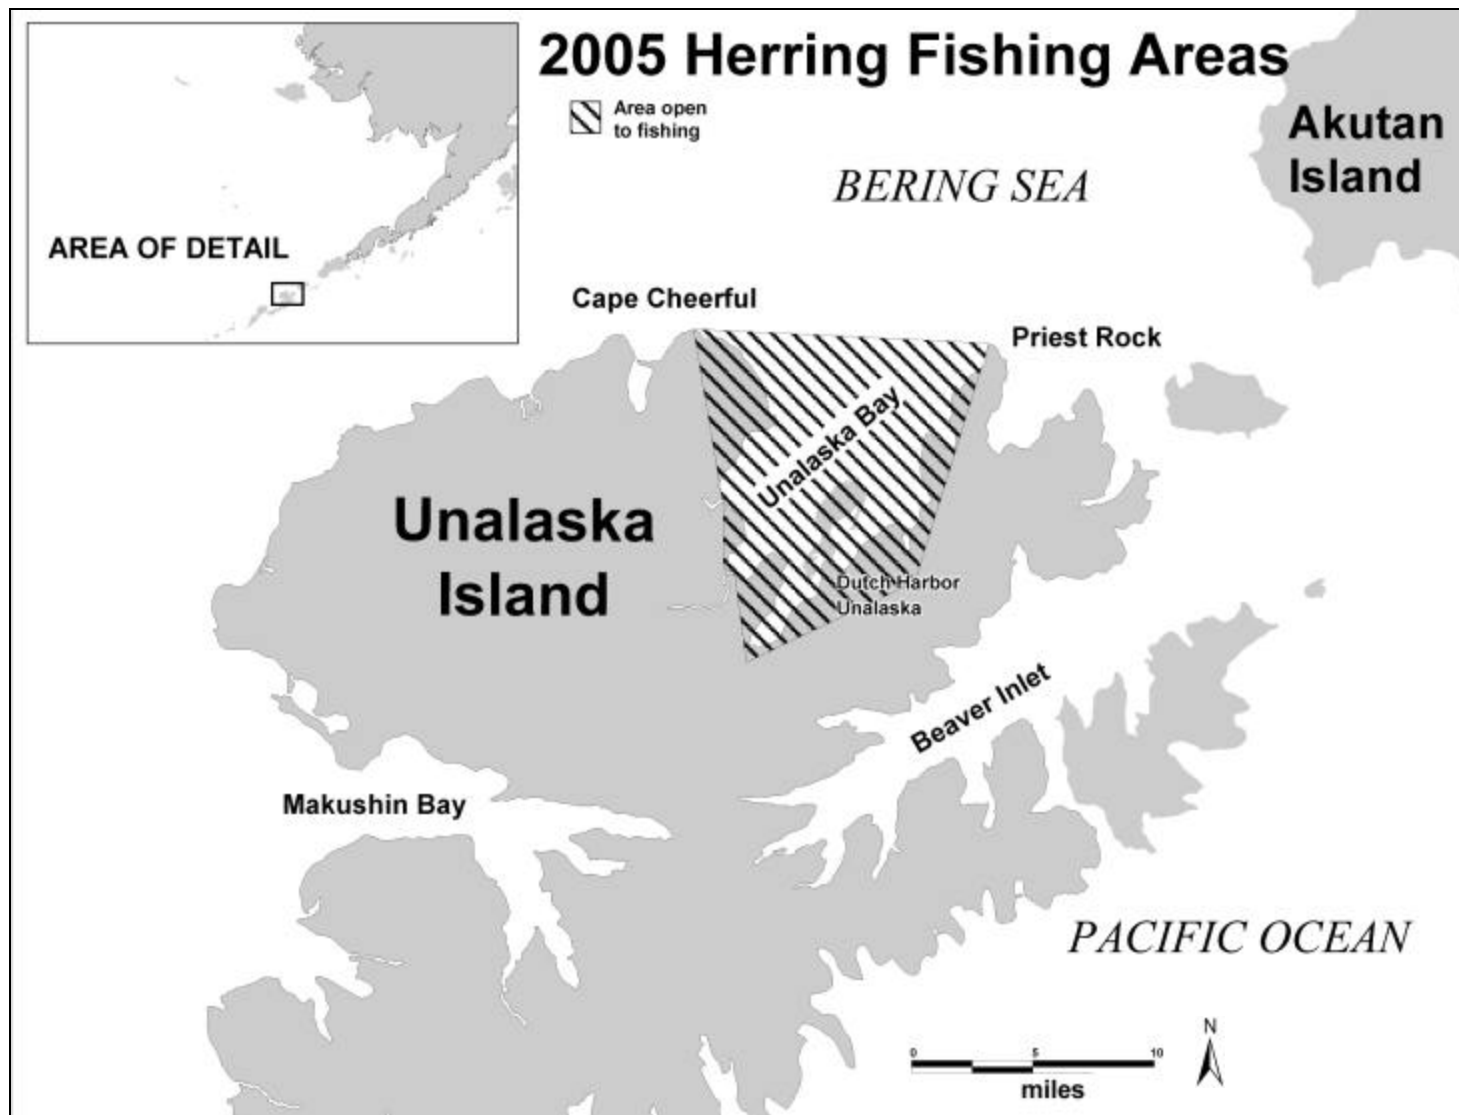 2005 Herring Fishing Areas
Area open
to fishing
Akutan
Island
BERING SEA
AREA OF DETAIL
Cape Cheerful
Priest Rock
Unalaska Bay
Unalaska
Island
Dutch Harbor
Unalaska
Beaver Inlet
Makushin Bay
PACIFIC OCEAN
N
0 5 10
miles